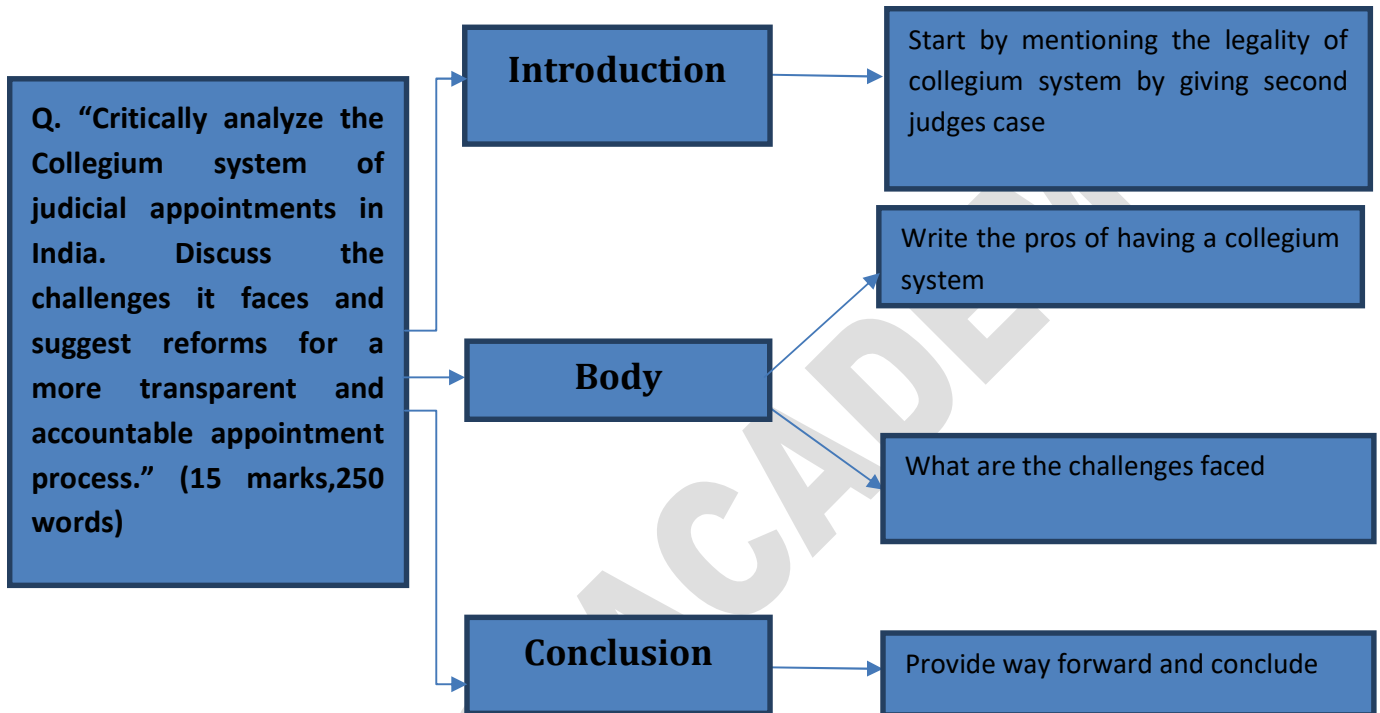 Q. “Critically analyze the
Collegium system of
judicial appointments in
India. Discuss the
challenges it faces and
suggest reforms for a
more transparent and
accountable appointment
process.” (15 marks,250
words)
Introduction
Start by mentioning the legality of
collegium system by giving second
judges case
Body
Write the pros of having a collegium
system
What are the challenges faced
Conclusion
Provide way forward and conclude